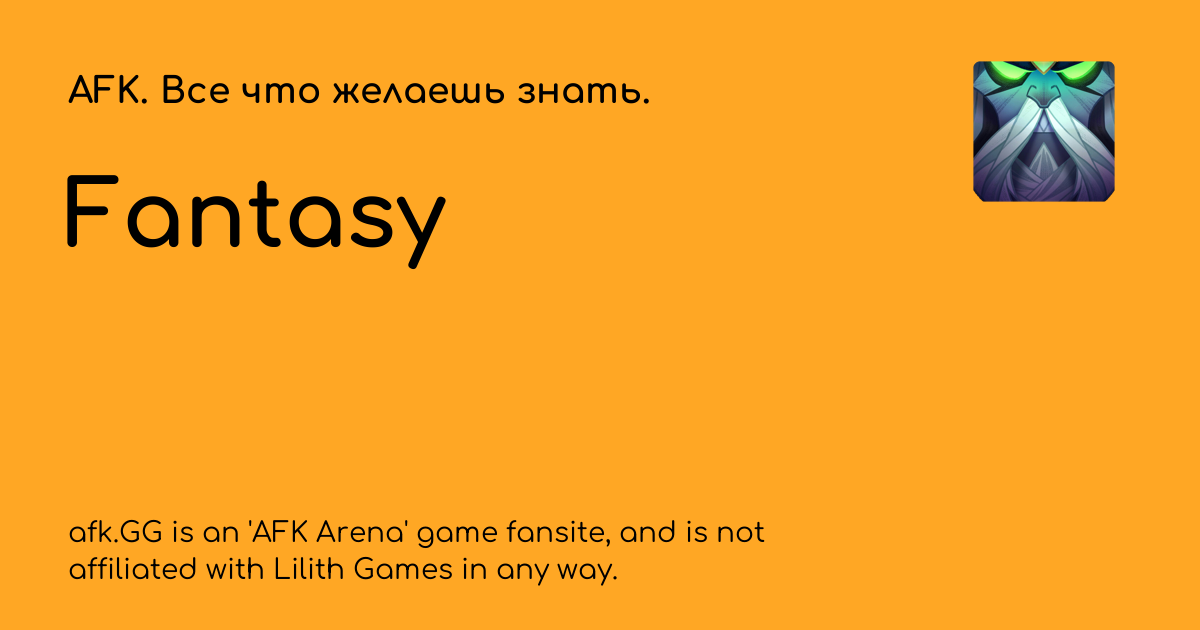 AFK. Все что желаешь знать.
Fantasy
afk.GG is an 'AFK Arena' game fansite, and is not
affiliated with Lilith Games in any way.